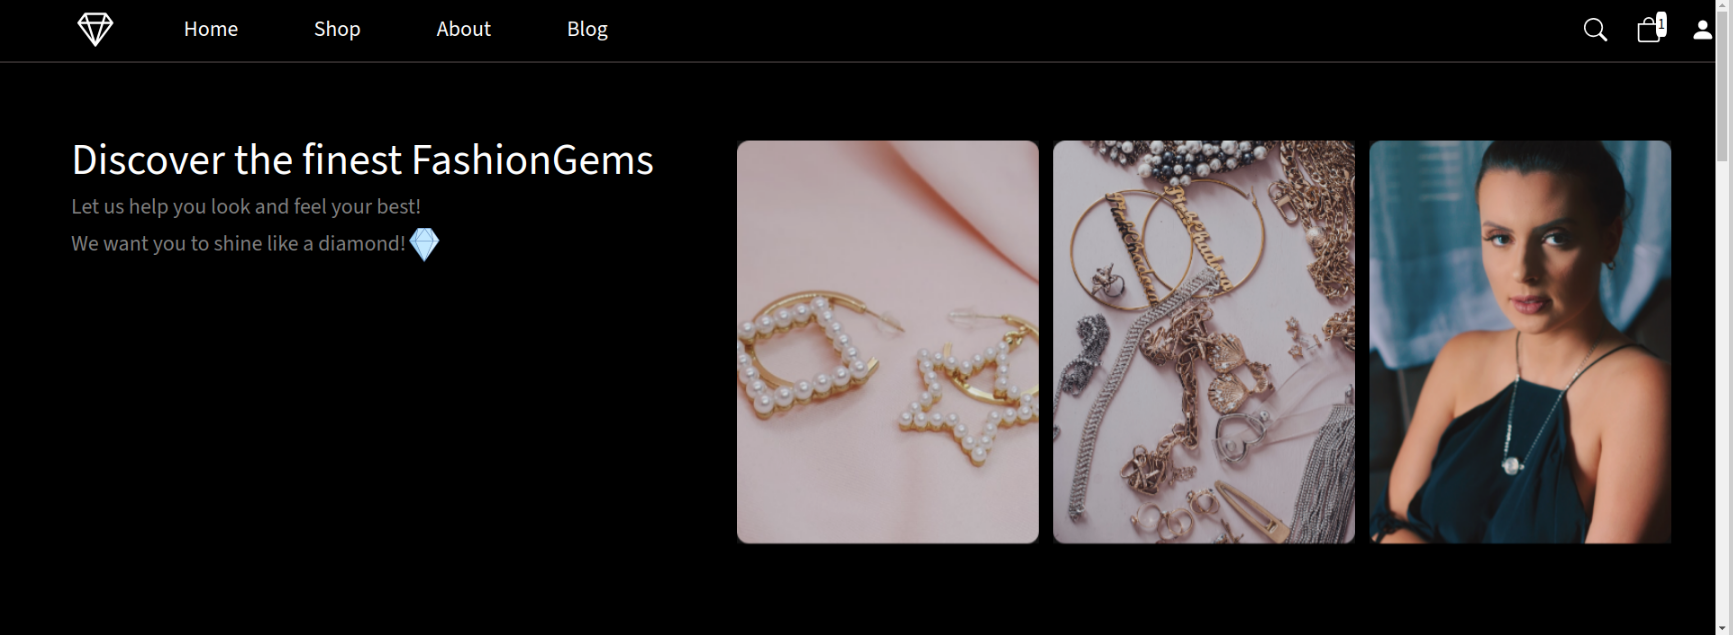 Home
Shop
About
Blog
1
Discover the finest FashionGems
Let us help you look and feel your best!
We want you to shine like a diamond!